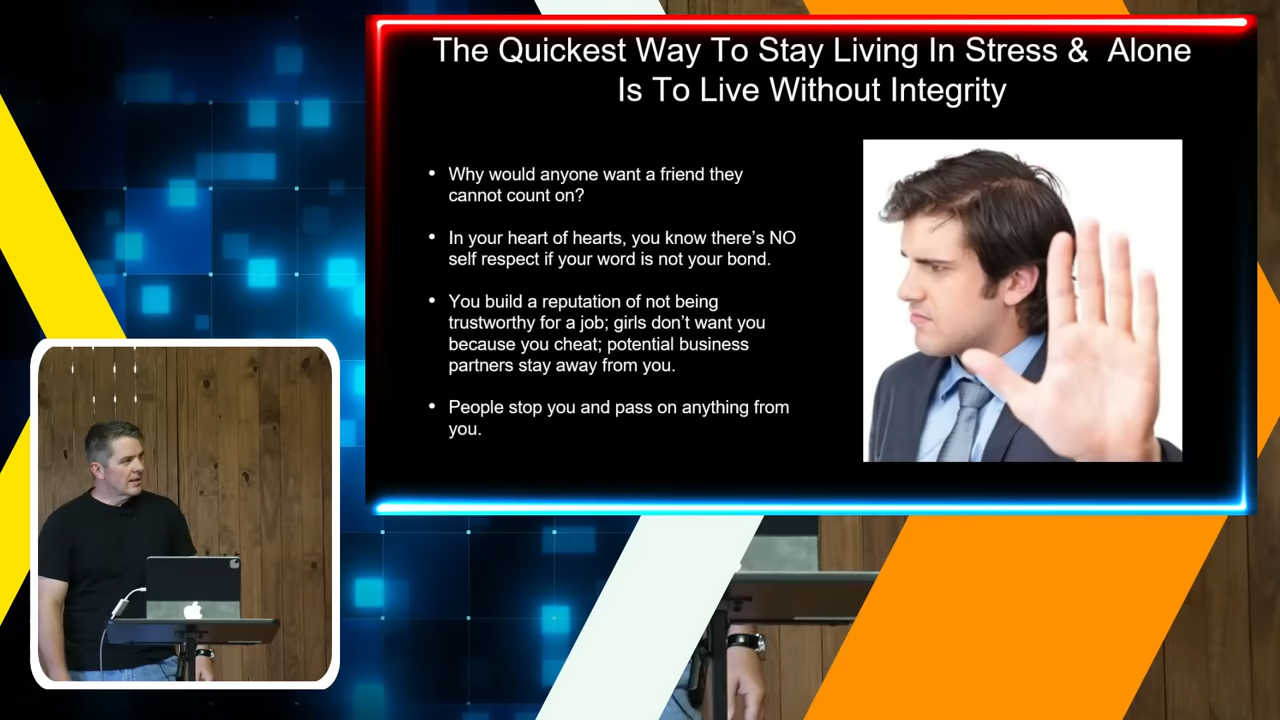 The Quickest Way To Stay Living In Stress &  Alone
Is To Live Without Integrity
• Why would anyone want a friend they
cannot count on?
• In your heart of hearts, you know there's NO
self respect if your word is not your bond.
• You build a reputation of not being
trustworthy for a job; girls don't want you
because you cheat; potential business
partners stay away from you.
• People stop you and pass on anything from
you.